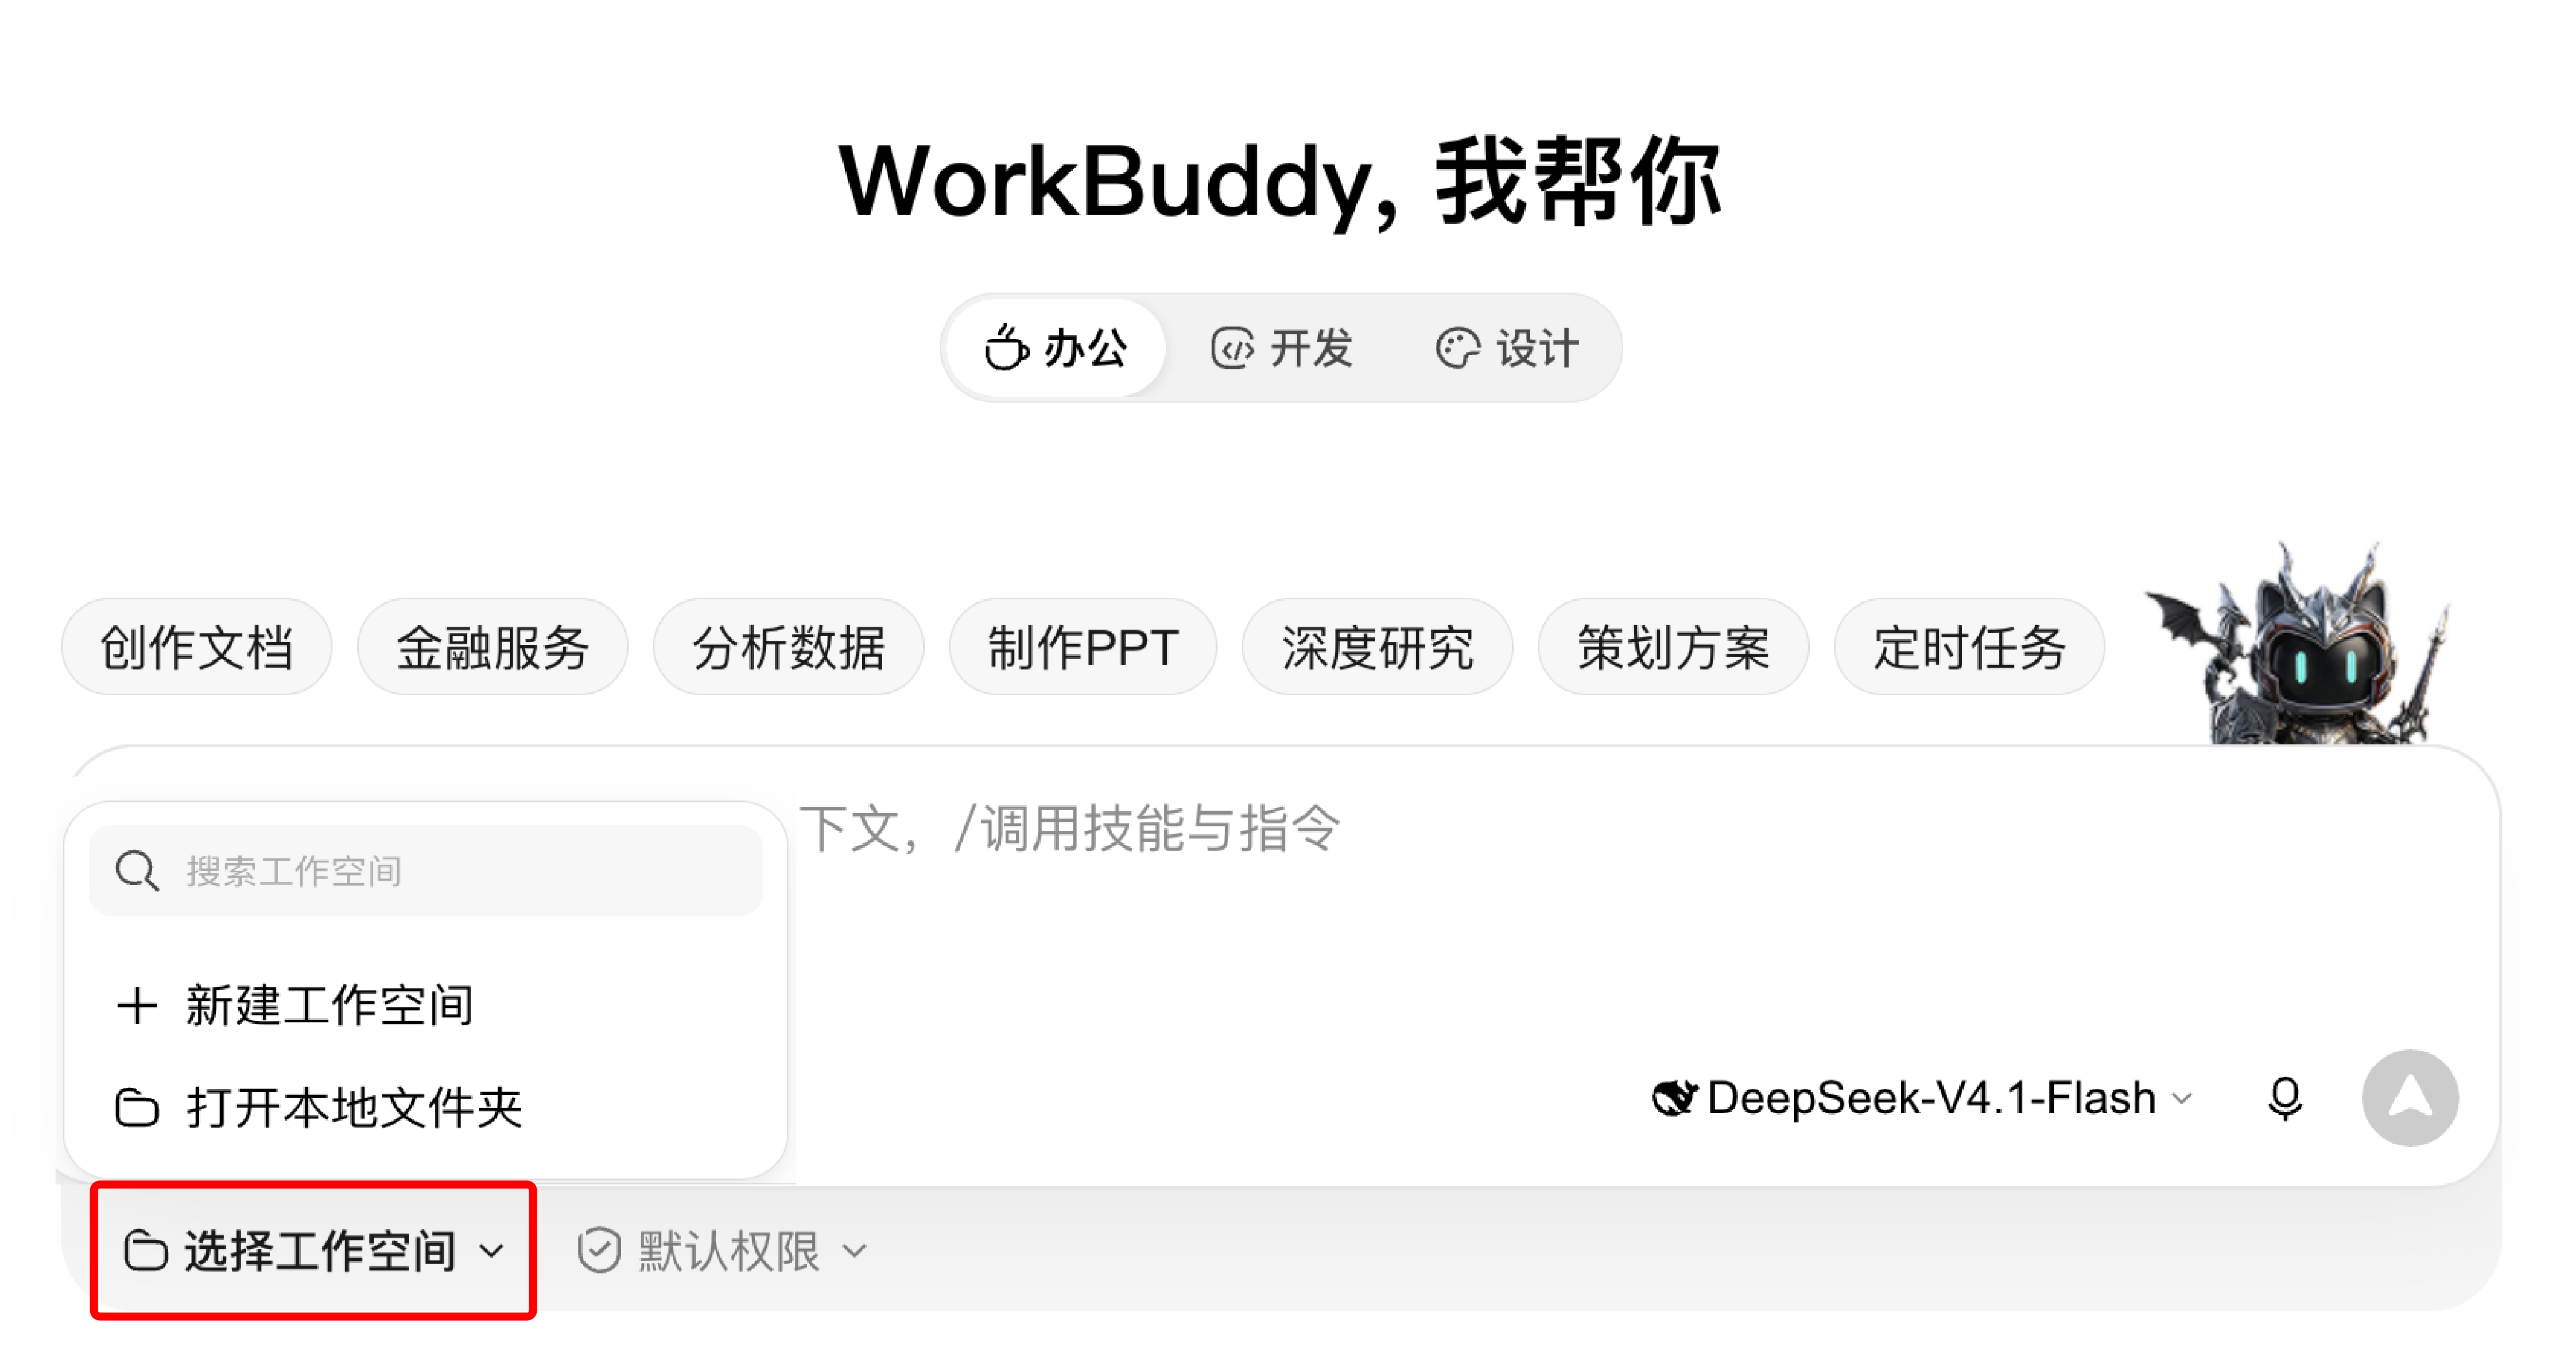 WorkBuddy, 我帮你
办公 开发 设计
创作文档 金融服务 分析数据 制作PPT 深度研究 策划方案 定时任务
下文，/调用技能与指令
搜索工作空间
新建工作空间
打开本地文件夹
DeepSeek-V4.1-Flash
选择工作空间 默认权限